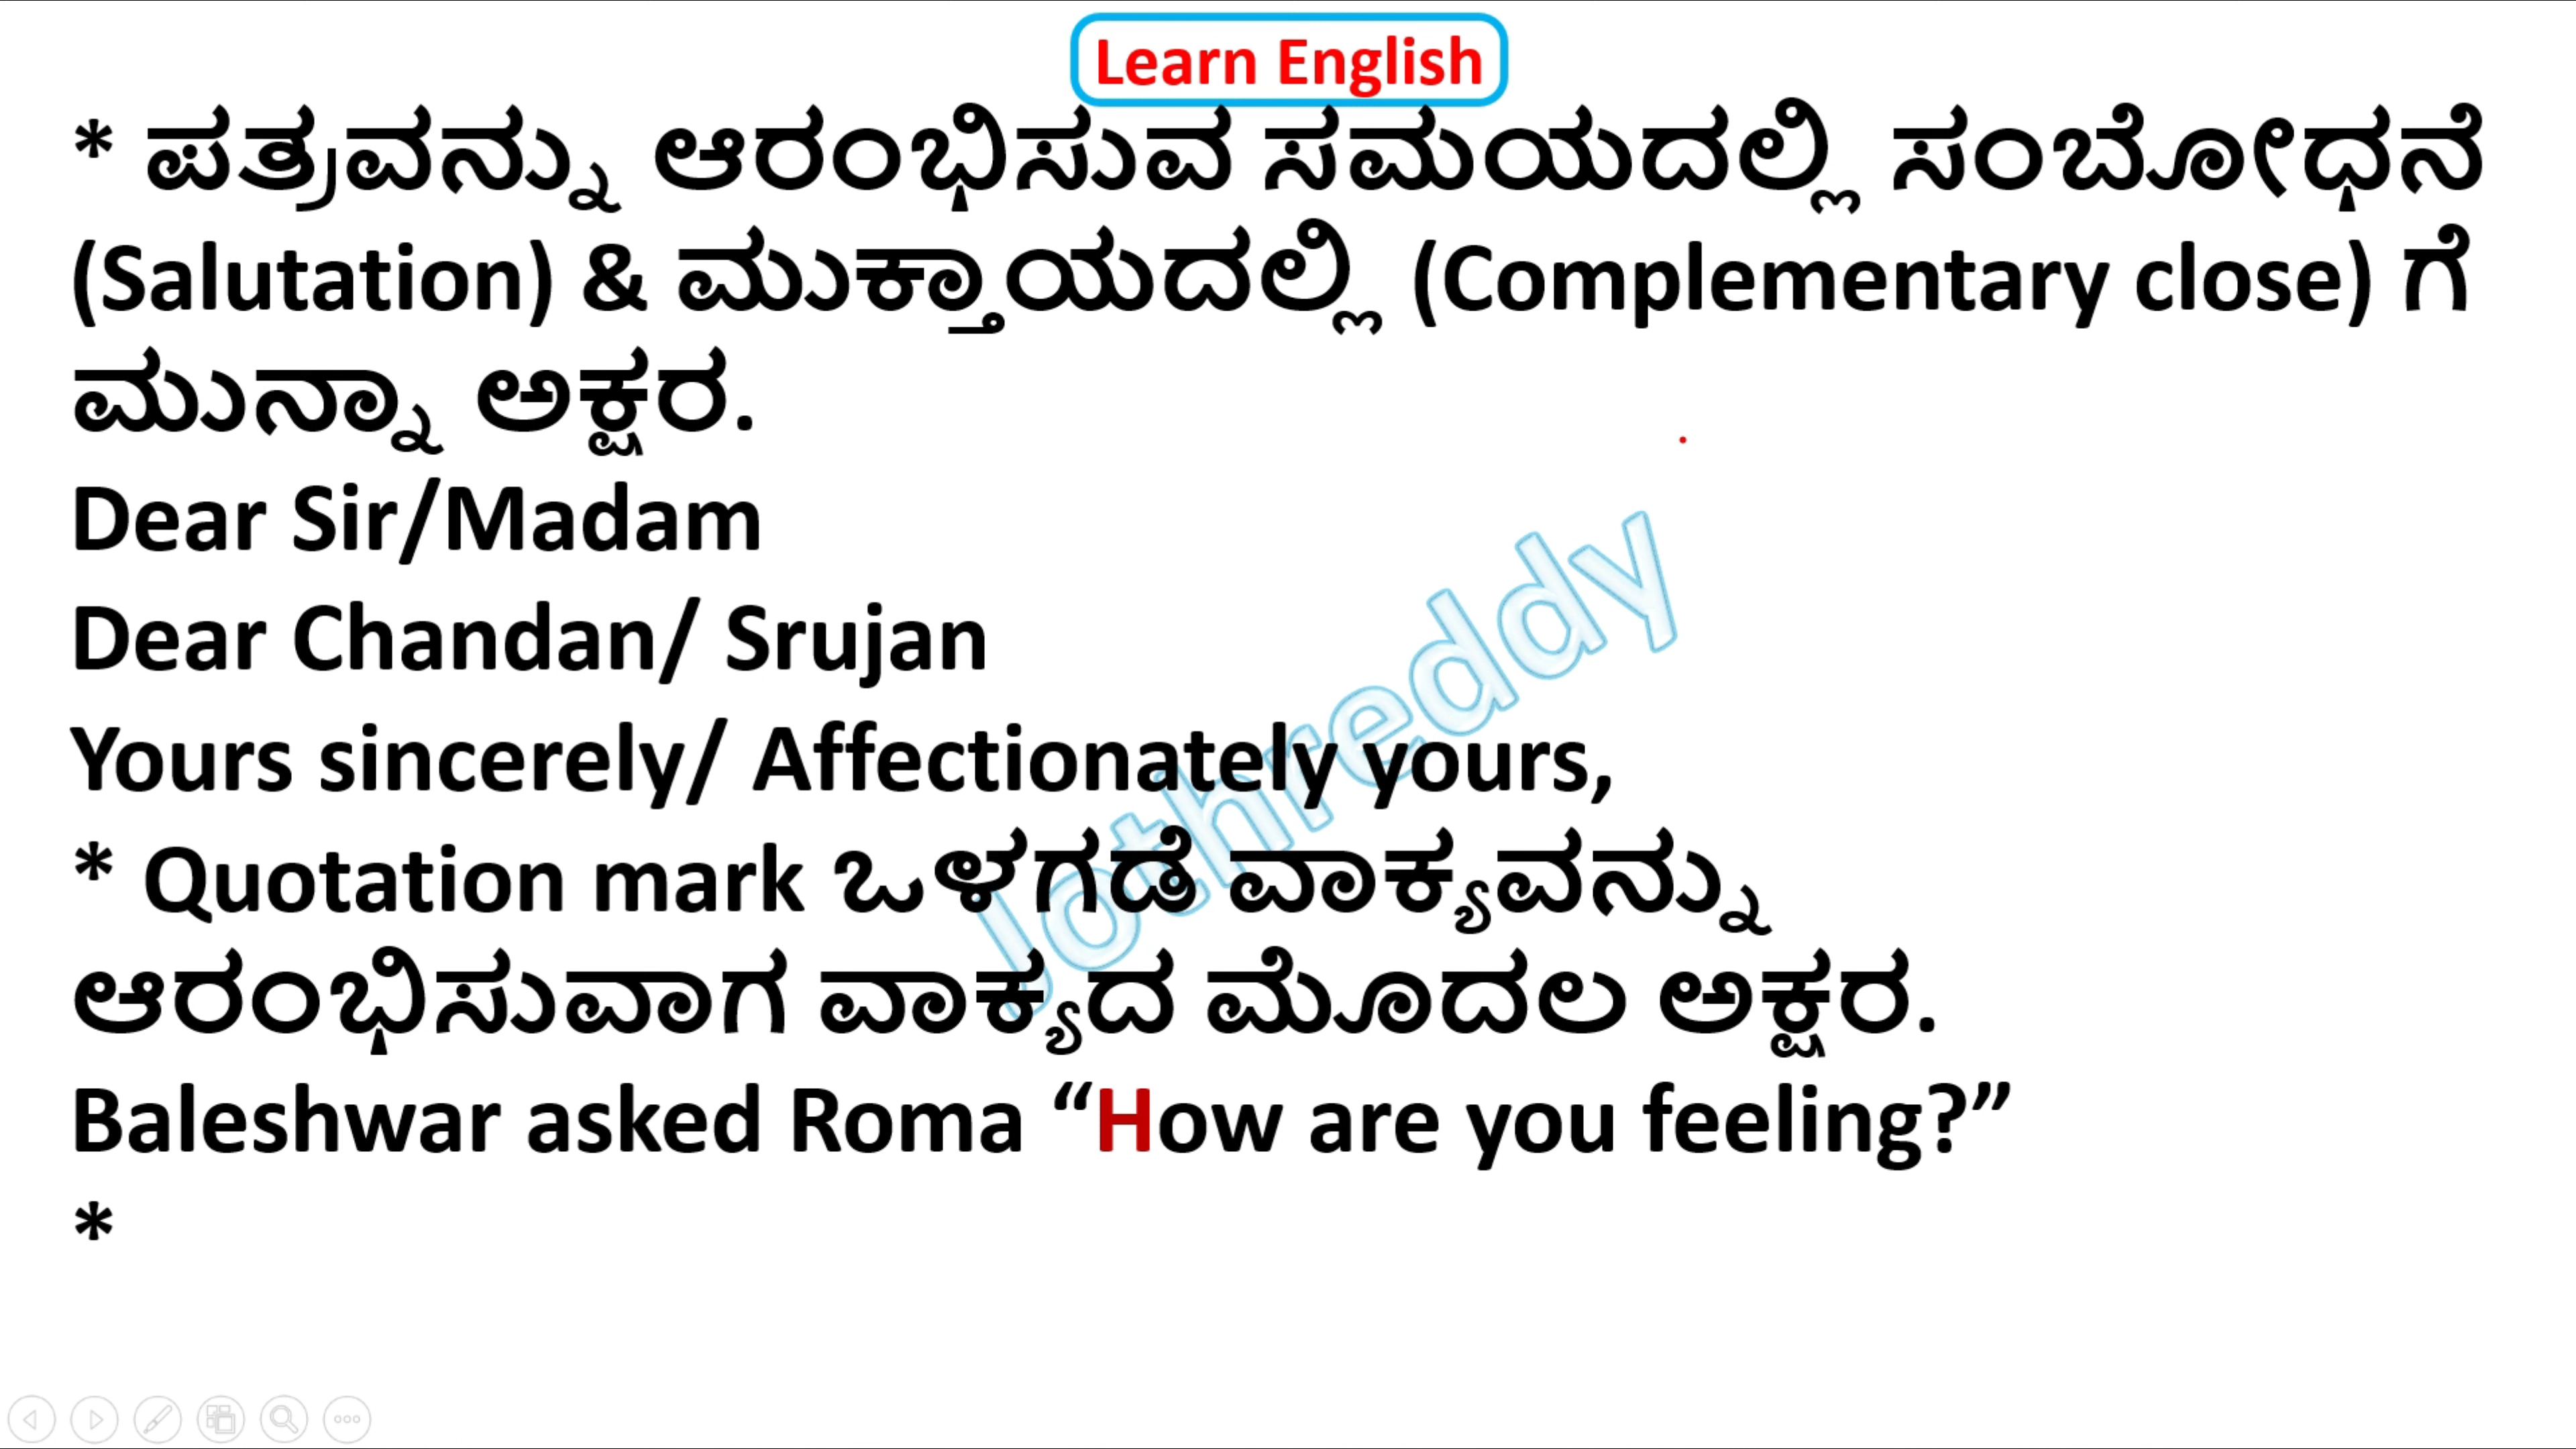 Learn English
* ಪತ್ರವನ್ನು ಆರಂಭಿಸುವ ಸಮಯದಲ್ಲಿ ಸಂಬೋಧನೆ
(Salutation) & ಮುಕ್ತಾಯದಲ್ಲಿ (Complementary close) ಗೆ
ಮುನ್ನಾ ಅಕ್ಷರ.
Dear Sir/Madam
Dear Chandan/ Srujan
Yours sincerely/ Affectionately yours,
* Quotation mark ಒಳಗಡೆ ವಾಕ್ಯವನ್ನು
ಆರಂಭಿಸುವಾಗ ವಾಕ್ಯದ ಮೊದಲ ಅಕ್ಷರ.
Baleshwar asked Roma “How are you feeling?”
*
Jothreddy